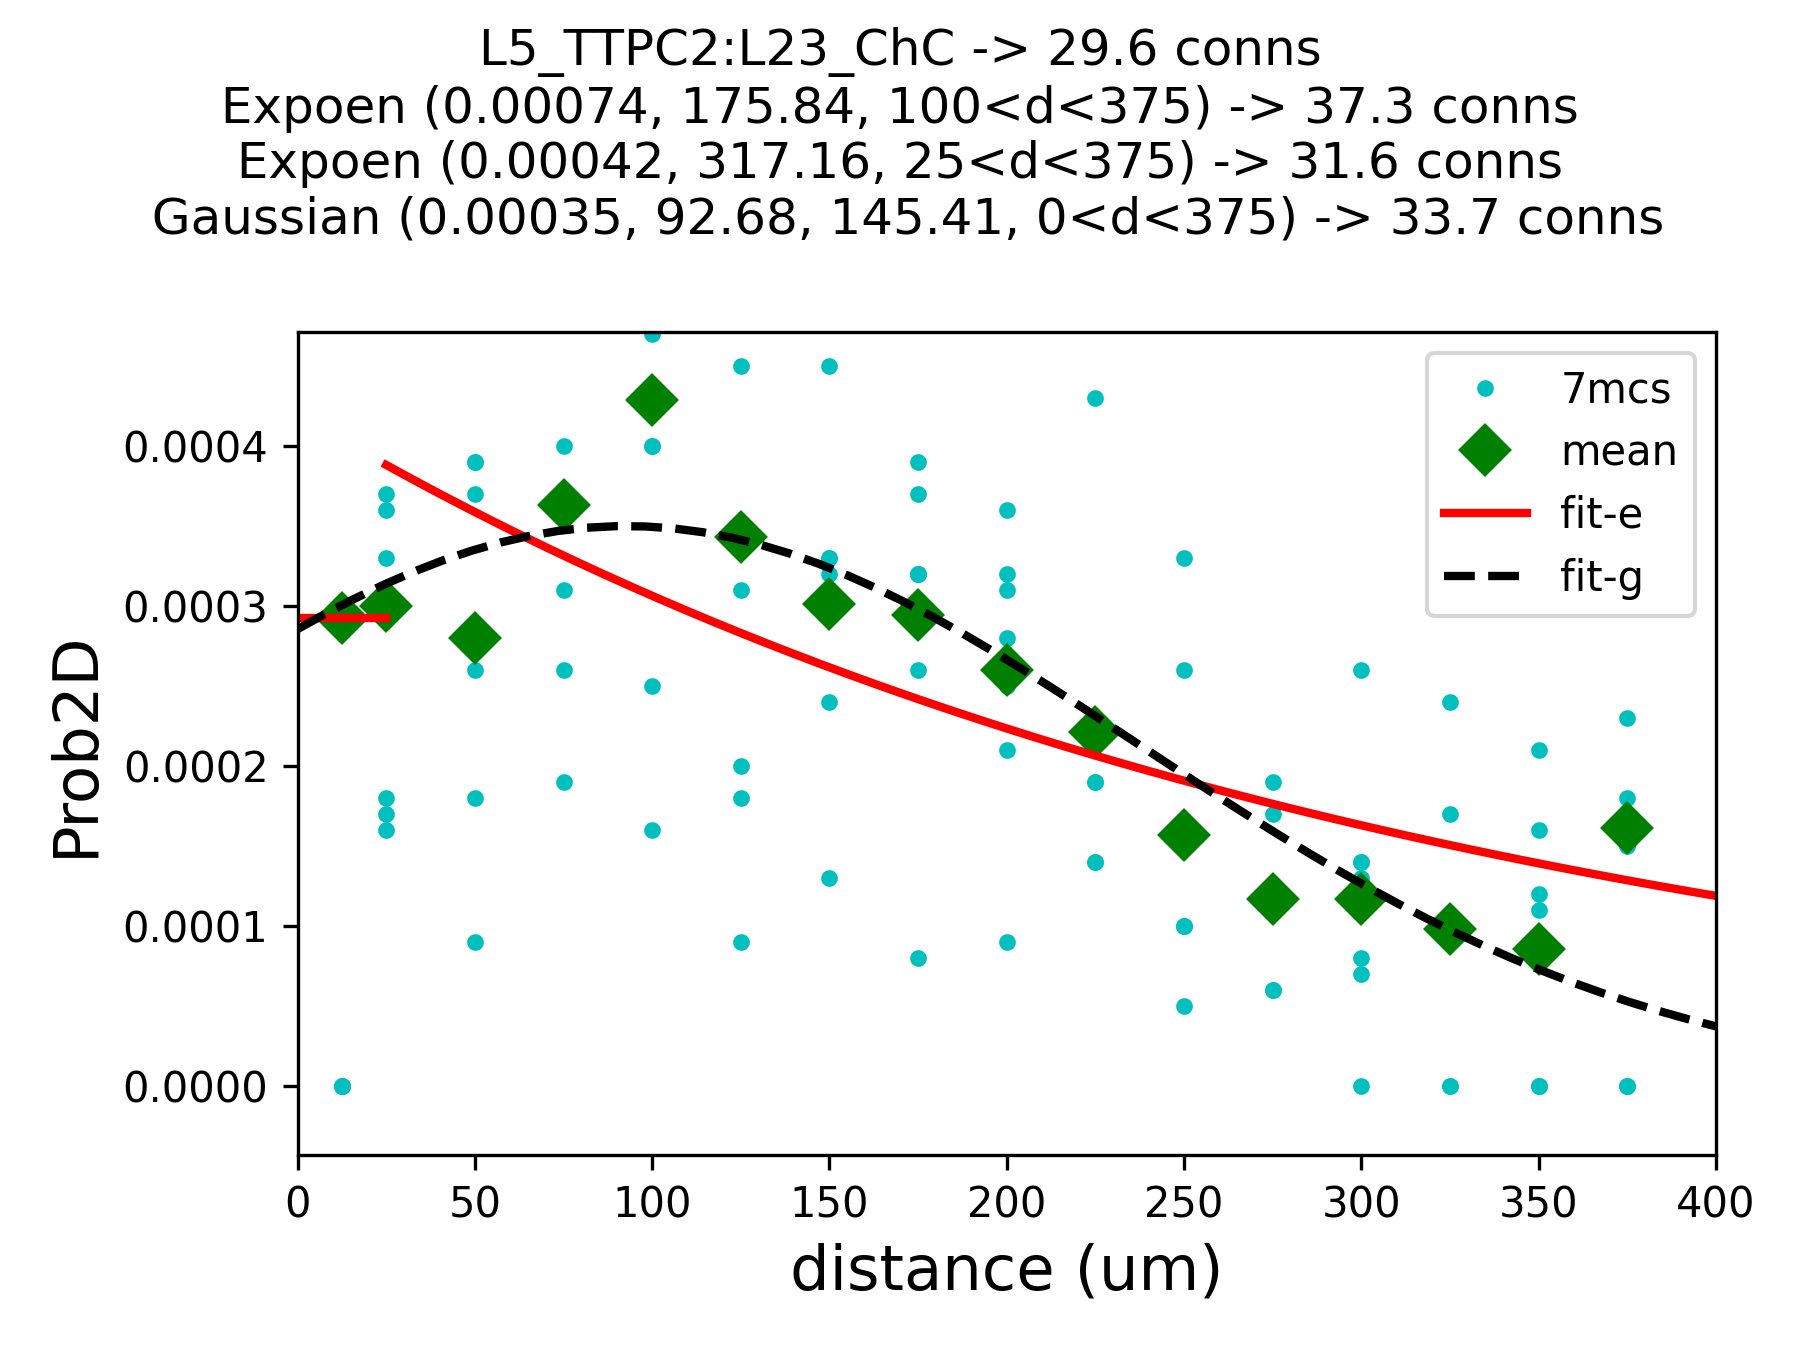 L5_TTPC2:L23_ChC -> 29.6 conns
Expoen (0.00074, 175.84, 100<d<375) -> 37.3 conns
Expoen (0.00042, 317.16, 25<d<375) -> 31.6 conns
Gaussian (0.00035, 92.68, 145.41, 0<d<375) -> 33.7 conns
7mcs
mean
fit-e
fit-g
0.0004
0.0003
0.0002
0.0001
0.0000
Prob2D
0 50 100 150 200 250 300 350 400
distance (um)